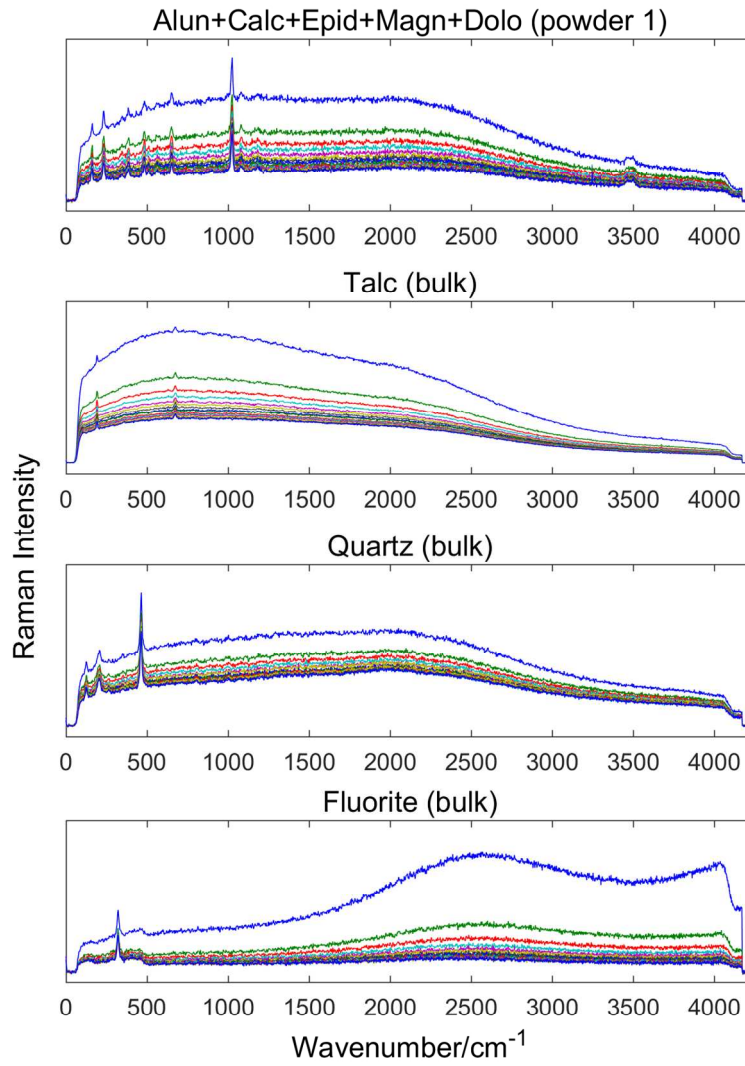 Alun+Calc+Epid+Magn+Dolo (powder 1)
0 500 1000 1500 2000 2500 3000 3500 4000
Talc (bulk)
0 500 1000 1500 2000 2500 3000 3500 4000
Quartz (bulk)
Raman Intensity
0 500 1000 1500 2000 2500 3000 3500 4000
Fluorite (bulk)
0 500 1000 1500 2000 2500 3000 3500 4000
Wavenumber/cm⁻¹